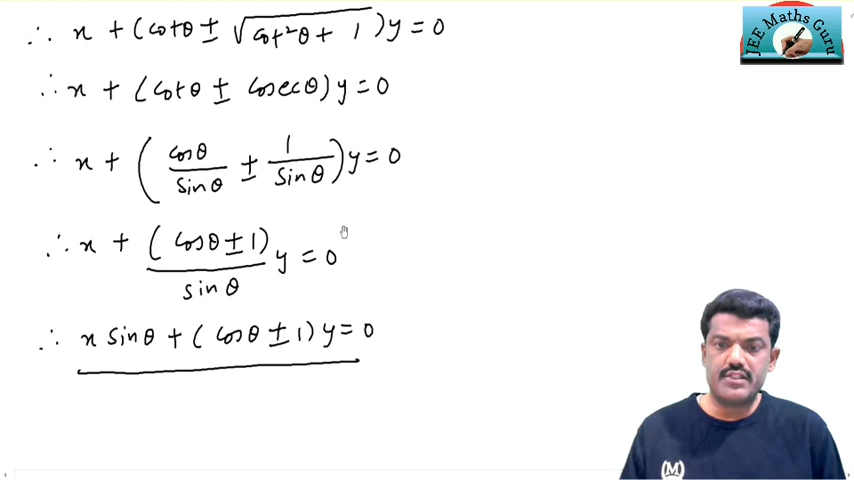 ∴ x + (cotθ ± √(cot²θ + 1))y = 0
JEE Maths Guru
∴ x + (cotθ ± cosecθ)y = 0
∴ x + (cosθ/sinθ ± 1/sinθ)y = 0
∴ x + (cosθ ± 1)/sinθ y = 0
∴ x sinθ + (cosθ ± 1)y = 0
(M)